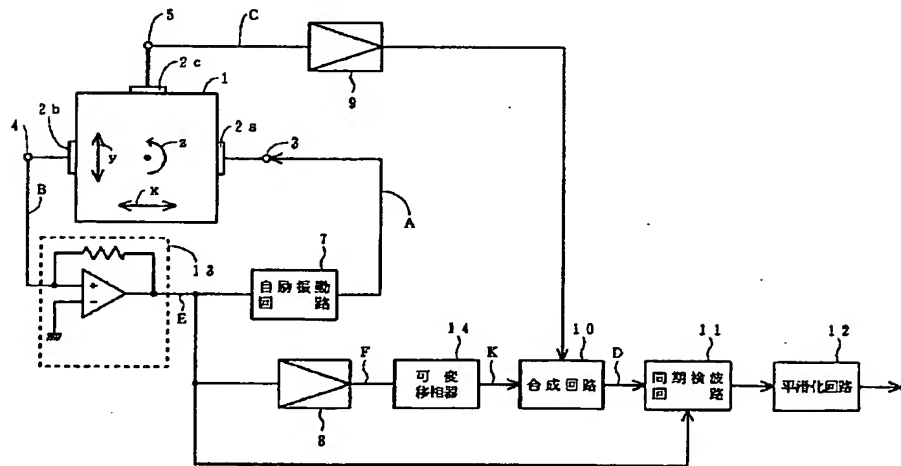 5
C
2c
1
9
2b
2a
4
y
z
3
x
B
A
13
7
+
-
自励振動
回路
E
14
10
11
12
F
可変
移相器
K
合成回路
D
同期検波
回路
平滑化回路
8